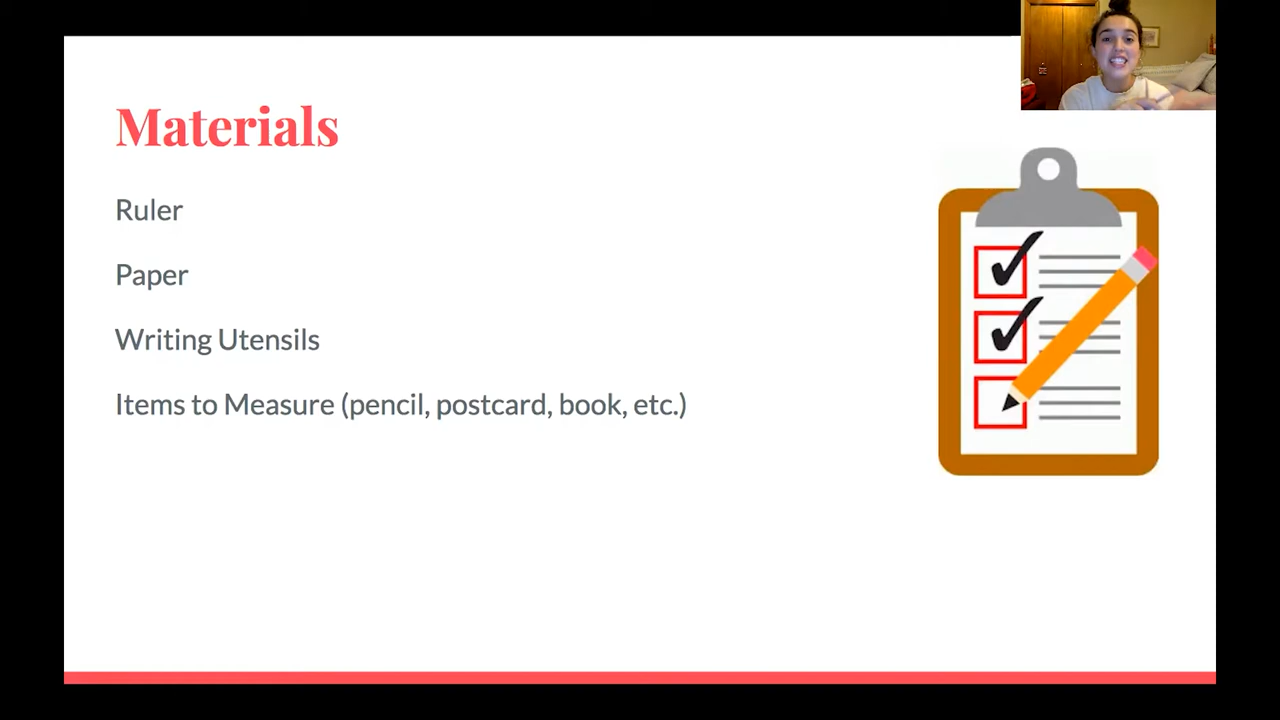 Materials
Ruler
Paper
Writing Utensils
Items to Measure (pencil, postcard, book, etc.)